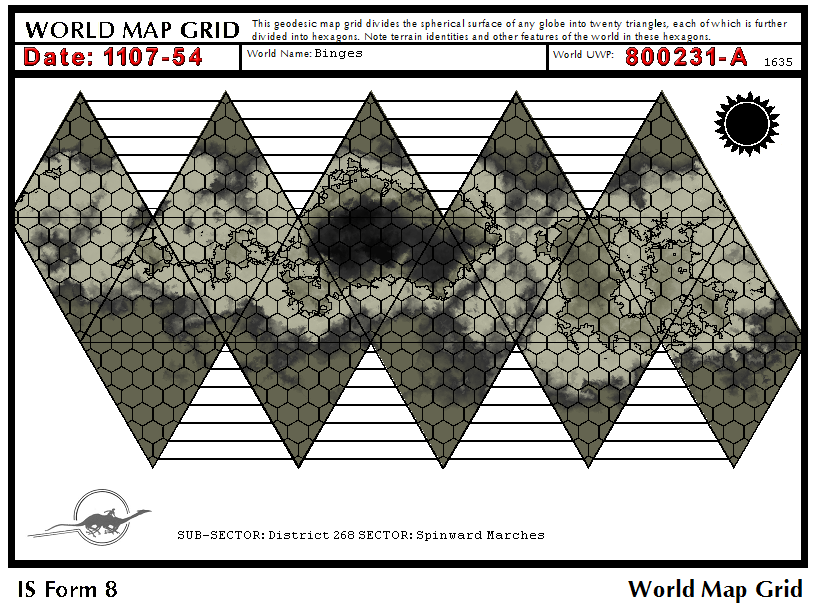 WORLD MAP GRID
This geodesic map grid divides the spherical surface of any globe into twenty triangles, each of which is further
divided into hexagons. Note terrain identities and other features of the world in these hexagons.
Date: 1107-54
World Name: Binges
World UWP: 800231-A 1635
SUB-SECTOR: District 268 SECTOR: Spinward Marches
IS Form 8
World Map Grid